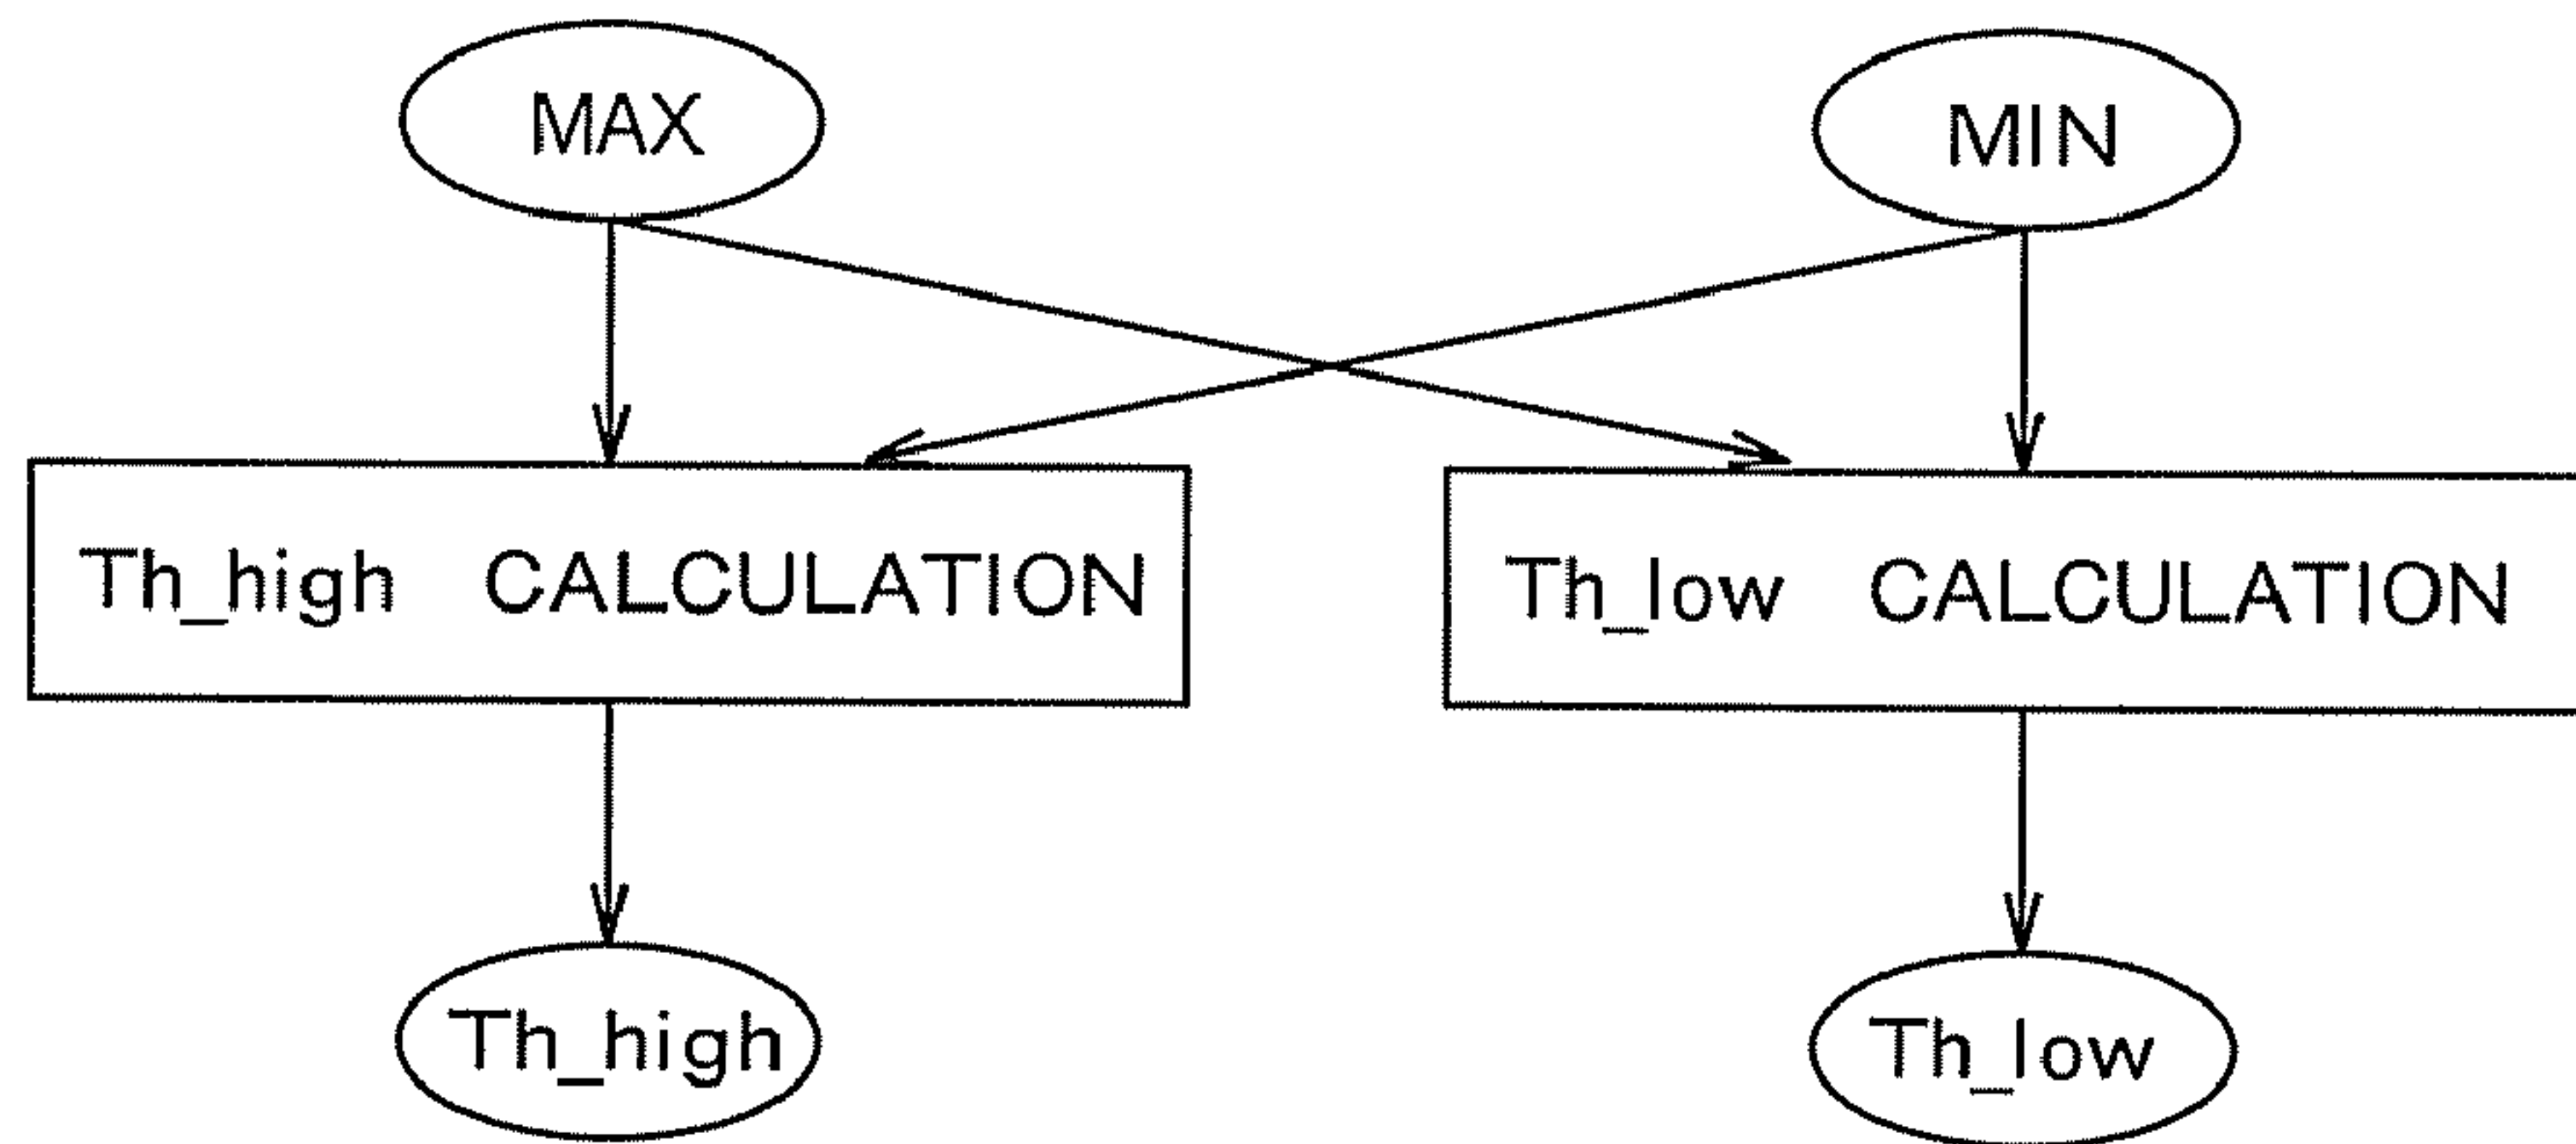 MAX
MIN
Th_high CALCULATION
Th_low CALCULATION
Th_high
Th_low